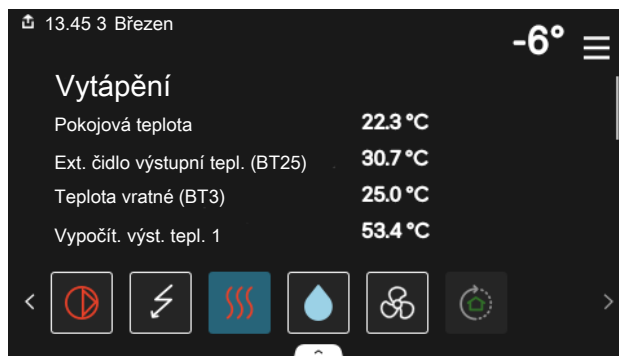 13.45 3 Březen
-6°
Vytápění
Pokojová teplota 22.3 °C
Ext. čidlo výstupní tepl. (BT25) 30.7 °C
Teplota vratné (BT3) 25.0 °C
Vypočít. výst. tepl. 1 53.4 °C